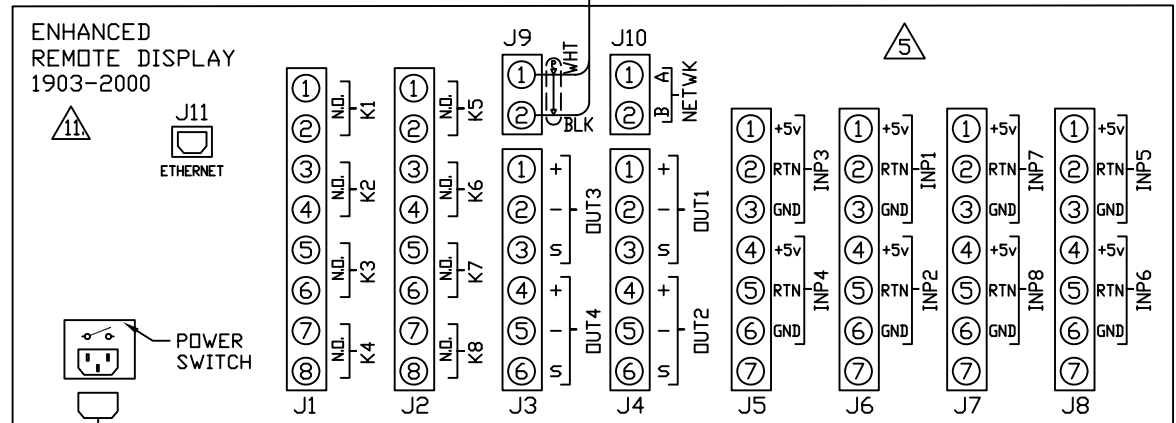 ENHANCED
REMOTE DISPLAY
1903-2000
11.
J11
ETHERNET
POWER
SWITCH
1
2
3
4
5
6
7
8
N.O.
N.O.
N.O.
N.O.
K1
K2
K3
K4
J1
1
2
3
4
5
6
7
8
N.O.
N.O.
N.O.
N.O.
K5
K6
K7
K8
J2
J9
1
2
P
WHT
BLK
1
2
3
4
5
6
+
-
S
+
-
S
OUT3
OUT4
J3
J10
1
2
A
B
NETWK
1
2
3
4
5
6
+
-
S
+
-
S
OUT1
OUT2
J4
5
1 +5v
2 RTN
3 GND
INP3
4 +5v
5 RTN
6 GND
INP4
7
J5
1 +5v
2 RTN
3 GND
INP1
4 +5v
5 RTN
6 GND
INP2
7
J6
1 +5v
2 RTN
3 GND
INP7
4 +5v
5 RTN
6 GND
INP8
7
J7
1 +5v
2 RTN
3 GND
INP5
4 +5v
5 RTN
6 GND
INP6
7
J8